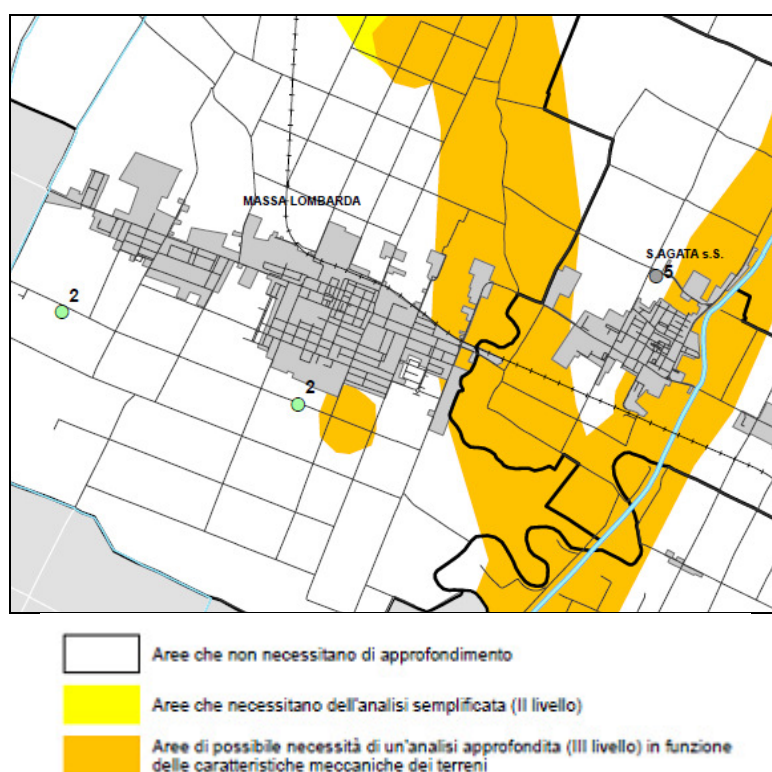 MASSA LOMBARDA
S.AGATA s.S.
5
2
2
Aree che non necessitano di approfondimento
Aree che necessitano dell'analisi semplificata (II livello)
Aree di possibile necessità di un'analisi approfondita (III livello) in funzione
delle caratteristiche meccaniche dei terreni